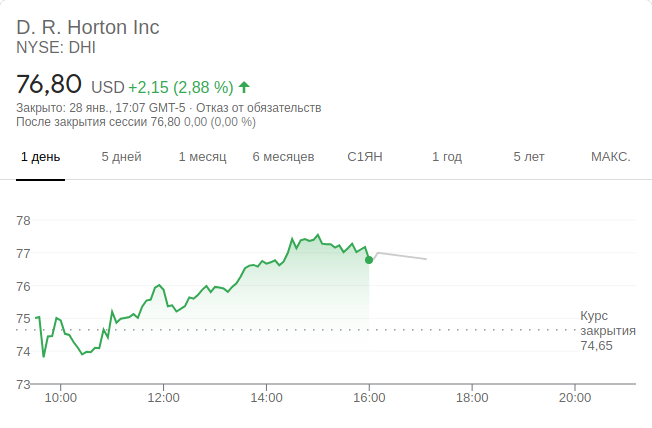 D. R. Horton Inc
NYSE: DHI
76,80 USD +2,15 (2,88 %)
Закрыто: 28 янв., 17:07 GMT-5 · Отказ от обязательств
После закрытия сессии 76,80 0,00 (0,00 %)
1 день 5 дней 1 месяц 6 месяцев С1ЯН 1 год 5 лет МАКС.
78
77
76
75
74
73
Курс
закрытия
74,65
10:00 12:00 14:00 16:00 18:00 20:00